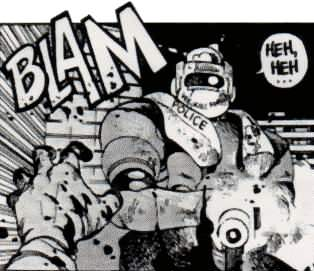 BLAM
HEH,
HEH
...
POLICE